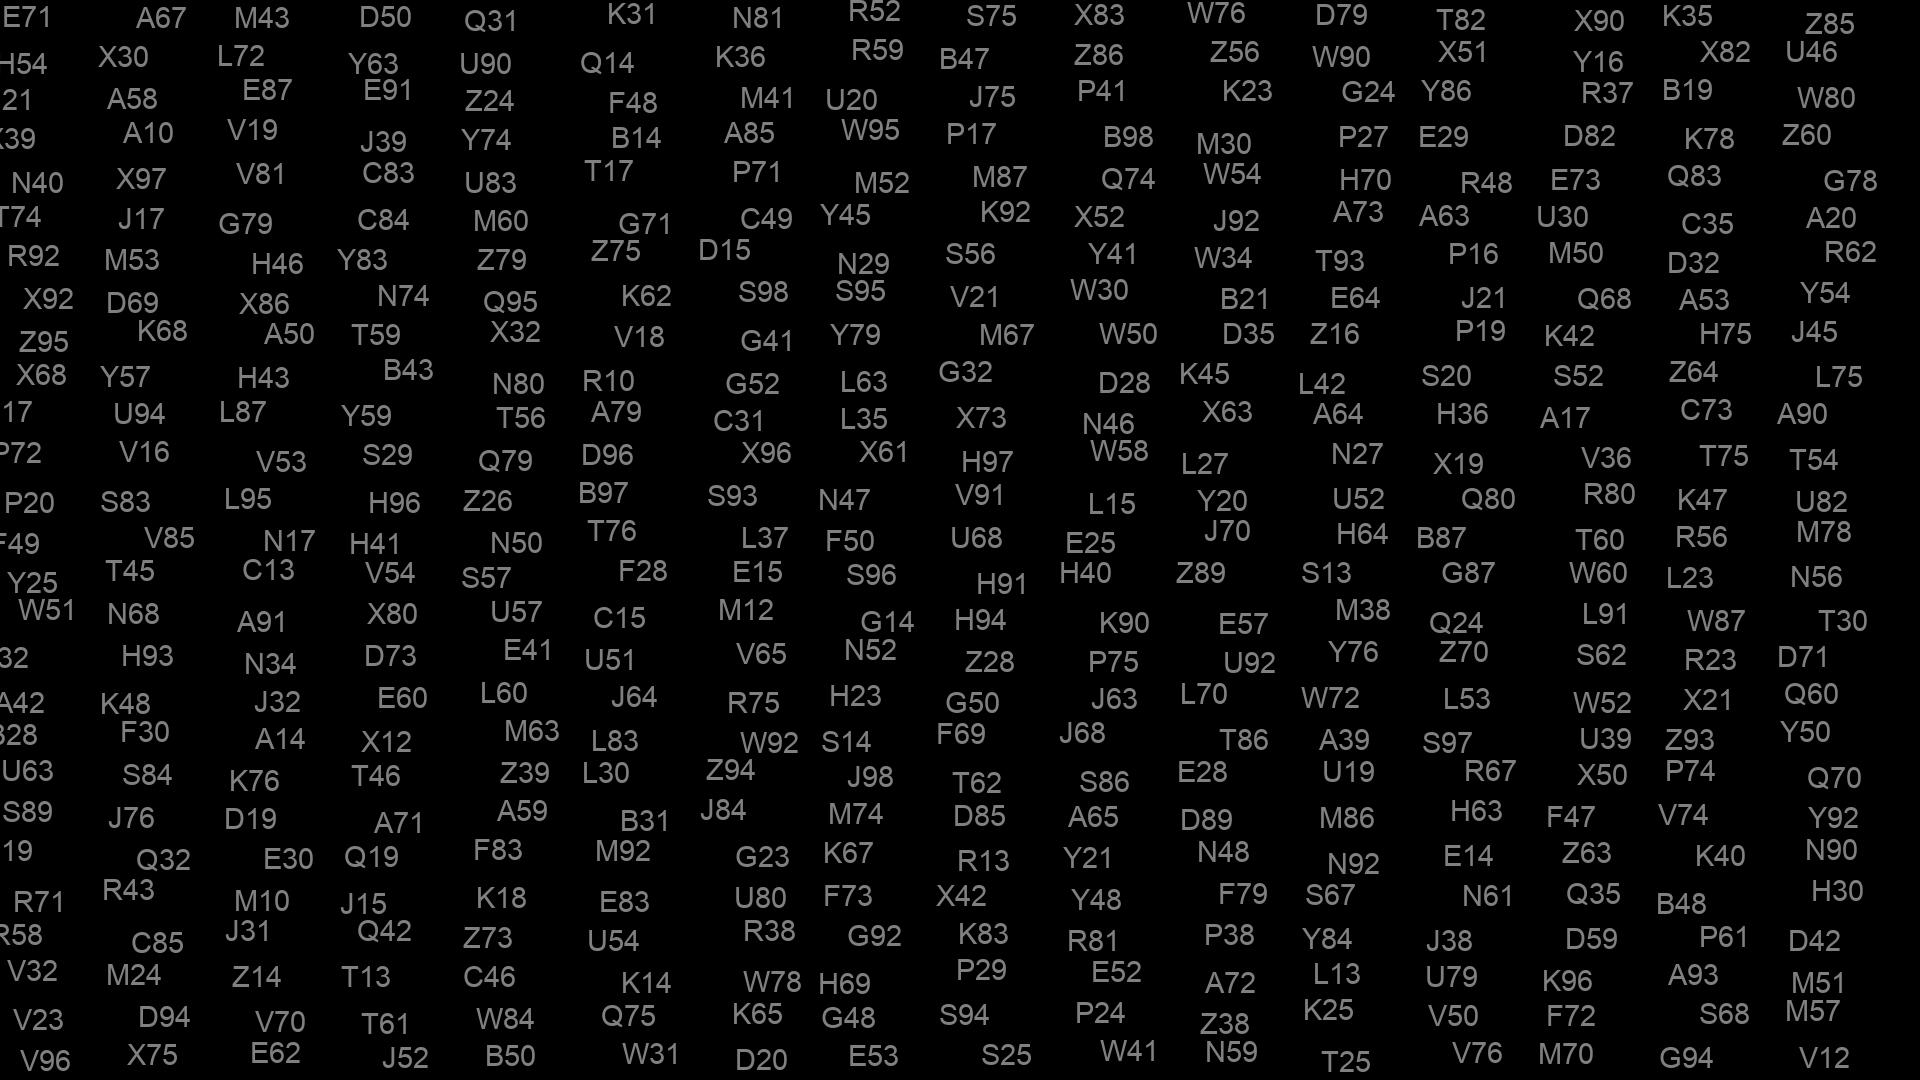 E71 A67 M43 D50 Q31 K31 N81 R52 S75 X83 W76 D79 T82 X90 K35 Z85
H54 X30 L72 Y63 U90 Q14 K36 R59 B47 Z86 Z56 W90 X51 Y16 X82 U46
21 A58 E87 E91 Z24 F48 M41 U20 J75 P41 K23 G24 Y86 R37 B19 W80
39 A10 V19 J39 Y74 B14 A85 W95 P17 B98 M30 P27 E29 D82 K78 Z60
N40 X97 V81 C83 U83 T17 P71 M52 M87 Q74 W54 H70 R48 E73 Q83 G78
T74 J17 G79 C84 M60 G71 C49 Y45 K92 X52 J92 A73 A63 U30 C35 A20
R92 M53 H46 Y83 Z79 Z75 D15 N29 S56 Y41 W34 T93 P16 M50 D32 R62
X92 D69 X86 N74 Q95 K62 S98 S95 V21 W30 B21 E64 J21 Q68 A53 Y54
Z95 K68 A50 T59 X32 V18 G41 Y79 M67 W50 D35 Z16 P19 K42 H75 J45
X68 Y57 H43 B43 N80 R10 G52 L63 G32 D28 K45 L42 S20 S52 Z64 L75
17 U94 L87 Y59 T56 A79 C31 L35 X73 N46 X63 A64 H36 A17 C73 A90
P72 V16 V53 S29 Q79 D96 X96 X61 H97 W58 L27 N27 X19 V36 T75 T54
P20 S83 L95 H96 Z26 B97 S93 N47 V91 L15 Y20 U52 Q80 R80 K47 U82
F49 V85 N17 H41 N50 T76 L37 F50 U68 E25 J70 H64 B87 T60 R56 M78
Y25 T45 C13 V54 S57 F28 E15 S96 H91 H40 Z89 S13 G87 W60 L23 N56
W51 N68 A91 X80 U57 C15 M12 G14 H94 K90 E57 M38 Q24 L91 W87 T30
32 H93 N34 D73 E41 U51 V65 N52 Z28 P75 U92 Y76 Z70 S62 R23 D71
A42 K48 J32 E60 L60 J64 R75 H23 G50 J63 L70 W72 L53 W52 X21 Q60
B28 F30 A14 X12 M63 L83 W92 S14 F69 J68 T86 A39 S97 U39 Z93 Y50
U63 S84 K76 T46 Z39 L30 Z94 J98 T62 S86 E28 U19 R67 X50 P74 Q70
S89 J76 D19 A71 A59 B31 J84 M74 D85 A65 D89 M86 H63 F47 V74 Y92
19 Q32 E30 Q19 F83 M92 G23 K67 R13 Y21 N48 N92 E14 Z63 K40 N90
R71 R43 M10 J15 K18 E83 U80 F73 X42 Y48 F79 S67 N61 Q35 B48 H30
R58 C85 J31 Q42 Z73 U54 R38 G92 K83 R81 P38 Y84 J38 D59 P61 D42
V32 M24 Z14 T13 C46 K14 W78 H69 P29 E52 A72 L13 U79 K96 A93 M51
V23 D94 V70 T61 W84 Q75 K65 G48 S94 P24 Z38 K25 V50 F72 S68 M57
V96 X75 E62 J52 B50 W31 D20 E53 S25 W41 N59 T25 V76 M70 G94 V12